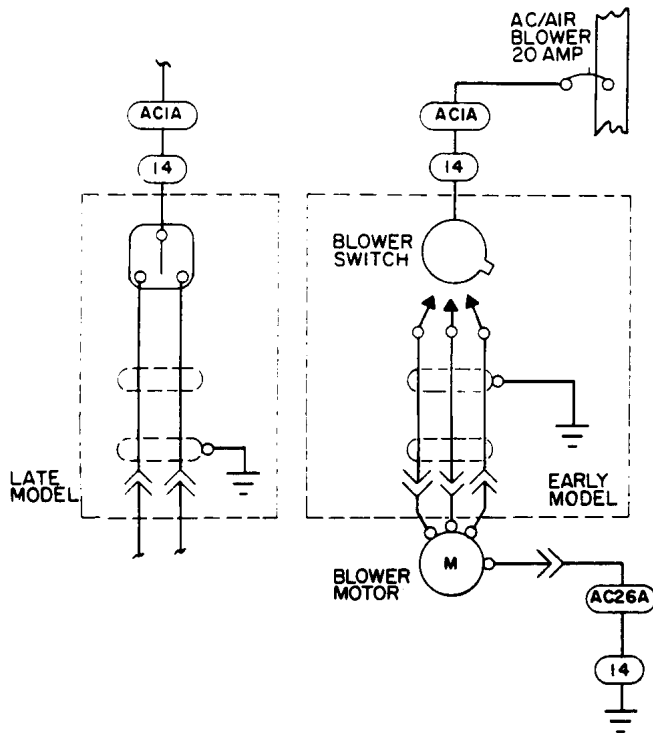 AC/AIR
BLOWER
20 AMP
AC1A
AC1A
14
14
BLOWER
SWITCH
LATE
MODEL
EARLY
MODEL
BLOWER
MOTOR
M
AC26A
14